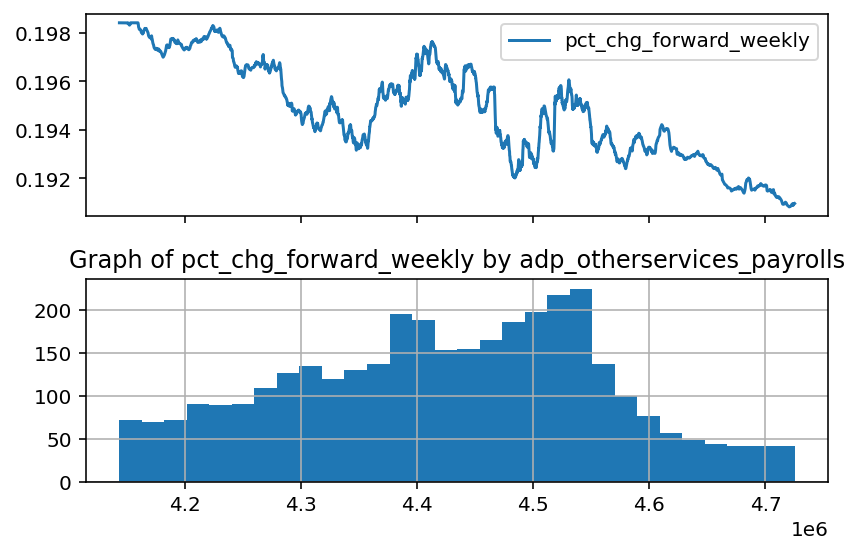 0.198
0.196
0.194
0.192
pct_chg_forward_weekly
Graph of pct_chg_forward_weekly by adp_otherservices_payrolls
200
150
100
50
0
4.2 4.3 4.4 4.5 4.6 4.7
1e6